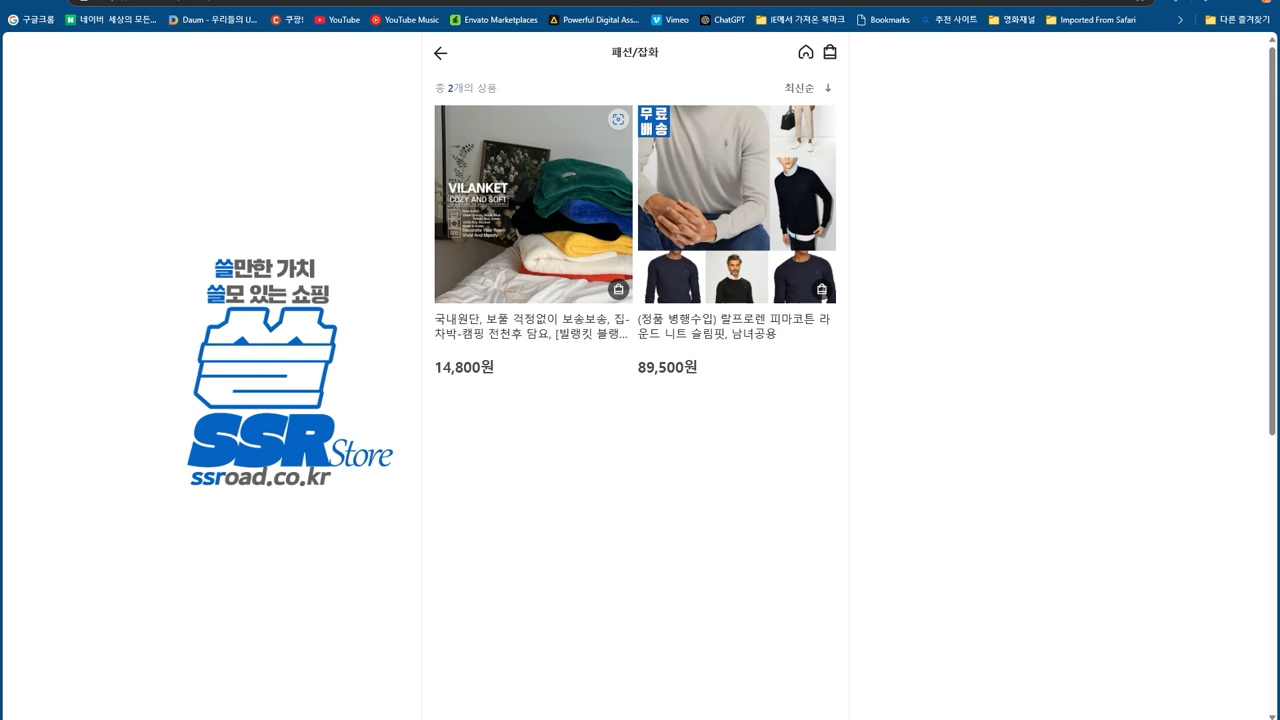 구글크롬
네이버 세상의 모든...
Daum - 우리들의 U...
쿠팡!
YouTube
YouTube Music
Envato Marketplaces
Powerful Digital Ass...
Vimeo
ChatGPT
IE에서 가져온 북마크
Bookmarks
추천 사이트
영화채널
Imported From Safari
다른 즐겨찾기
패션/잡화
총 2개의 상품
최신순 ↓
VILANKET
COZY AND SOFT
무료
배송
국내원단, 보풀 걱정없이 보송보송, 집-
차박-캠핑 전천후 담요, [빌랭킷 블랭...
14,800원
(정품 병행수입) 랄프로렌 피마코튼 라
운드 니트 슬림핏, 남녀공용
89,500원
쓸만한 가치
쓸모 있는 쇼핑
SSR Store
ssroad.co.kr